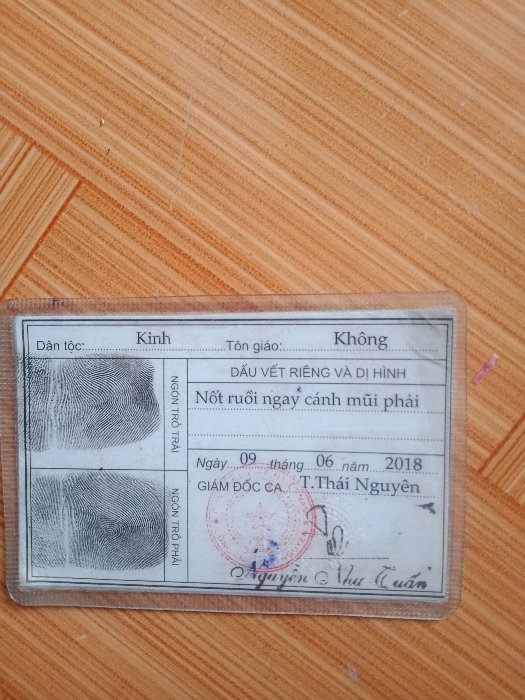 Dân tộc: Kinh Tôn giáo: Không
NGÓN TRỎ TRÁI
DẤU VẾT RIÊNG VÀ DỊ HÌNH
Nốt ruồi ngay cánh mũi phải
NGÓN TRỎ PHẢI
Ngày 09 tháng 06 năm 2018
GIÁM ĐỐC CA T.Thái Nguyên
Nguyễn Như Tuấn